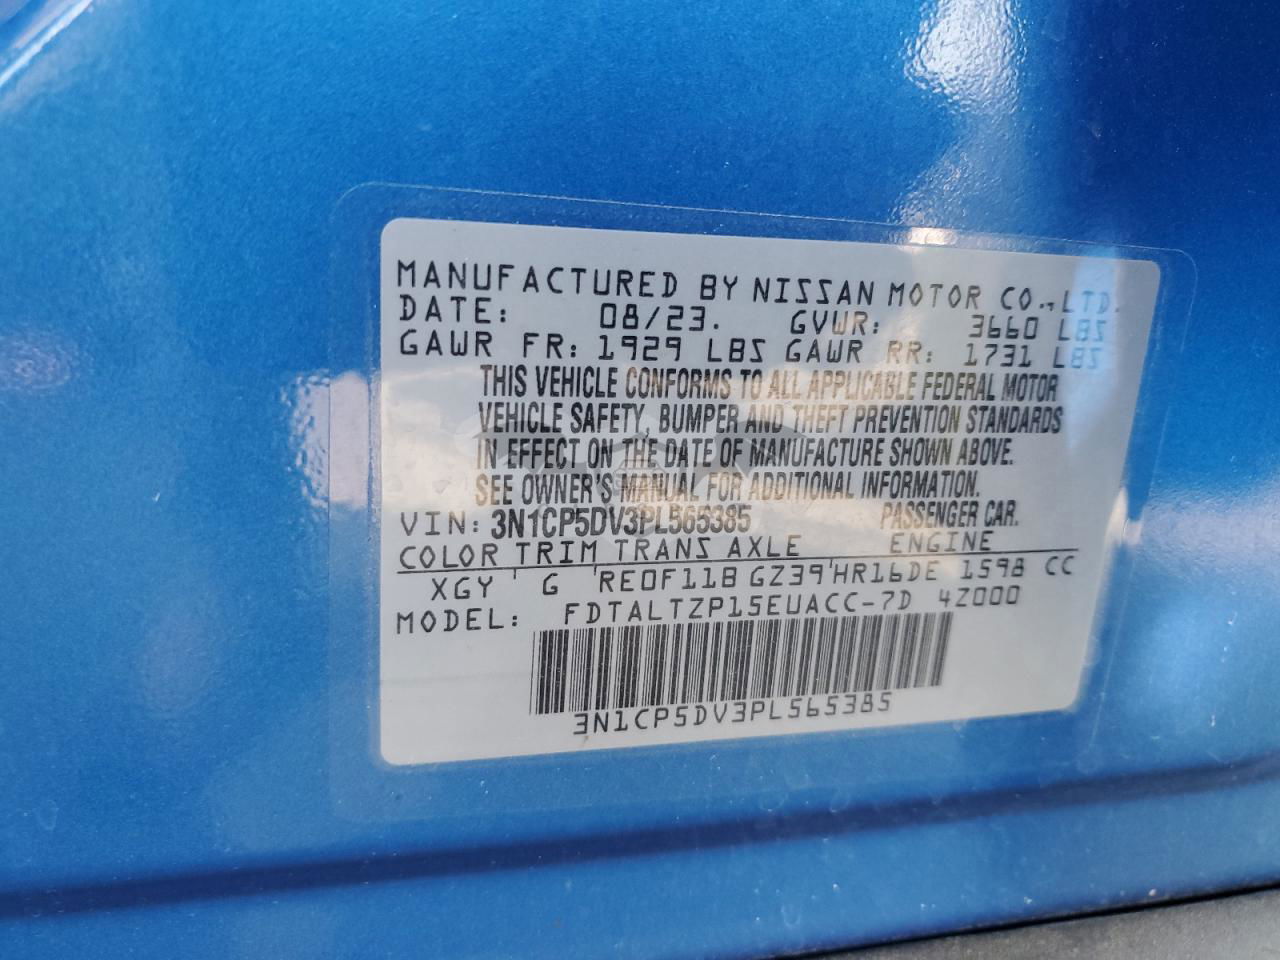 MANUFACTURED BY NISSAN MOTOR CO., LTD.
DATE: 08/23. GVWR: 3660 LBS
GAWR FR: 1929 LBS GAWR RR: 1731 LBS
THIS VEHICLE CONFORMS TO ALL APPLICABLE FEDERAL MOTOR
VEHICLE SAFETY, BUMPER AND THEFT PREVENTION STANDARDS
IN EFFECT ON THE DATE OF MANUFACTURE SHOWN ABOVE.
SEE OWNER'S MANUAL FOR ADDITIONAL INFORMATION.
VIN: 3N1CP5DV3PL565385 PASSENGER CAR.
COLOR TRIM TRANS AXLE ENGINE
XGY ' G ' RE0F11B GZ39'HR16DE 1598 CC
MODEL: FDTALTZP15EUACC-7D 4Z000
3N1CP5DV3PL565385